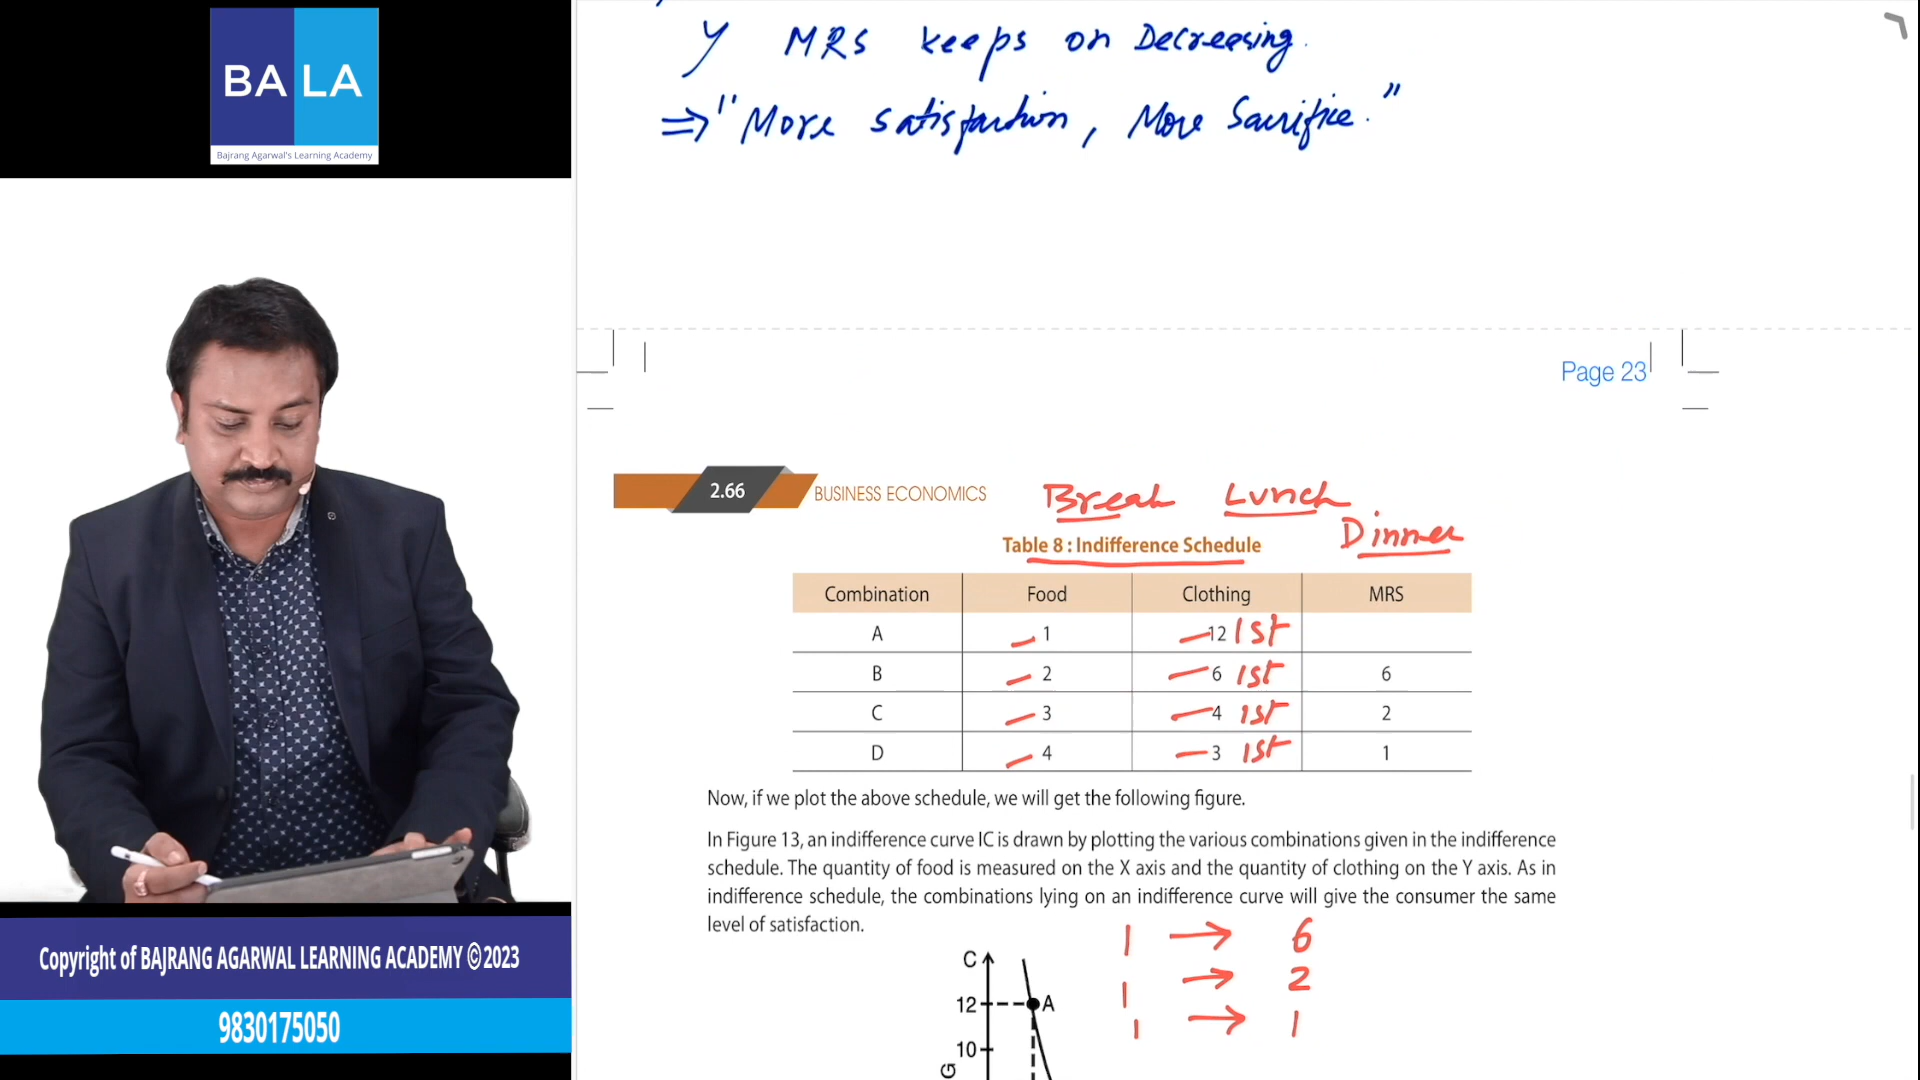 BA LA
Bajrang Agarwal's Learning Academy
Y MRS keeps on Decreasing.
⇒ "More satisfaction, More Sacrifice."
Page 23
2.66 BUSINESS ECONOMICS
Break Lunch
Dinner
Table 8 : Indifference Schedule
Combination Food Clothing MRS
A 1 12 1st
B 2 6 1st 6
C 3 4 1st 2
D 4 3 1st 1
Now, if we plot the above schedule, we will get the following figure.
In Figure 13, an indifference curve IC is drawn by plotting the various combinations given in the indifference
schedule. The quantity of food is measured on the X axis and the quantity of clothing on the Y axis. As in
indifference schedule, the combinations lying on an indifference curve will give the consumer the same
level of satisfaction.
1 → 6
1 → 2
1 → 1
C
12 A
10
G
Copyright of BAJRANG AGARWAL LEARNING ACADEMY ©2023
9830175050